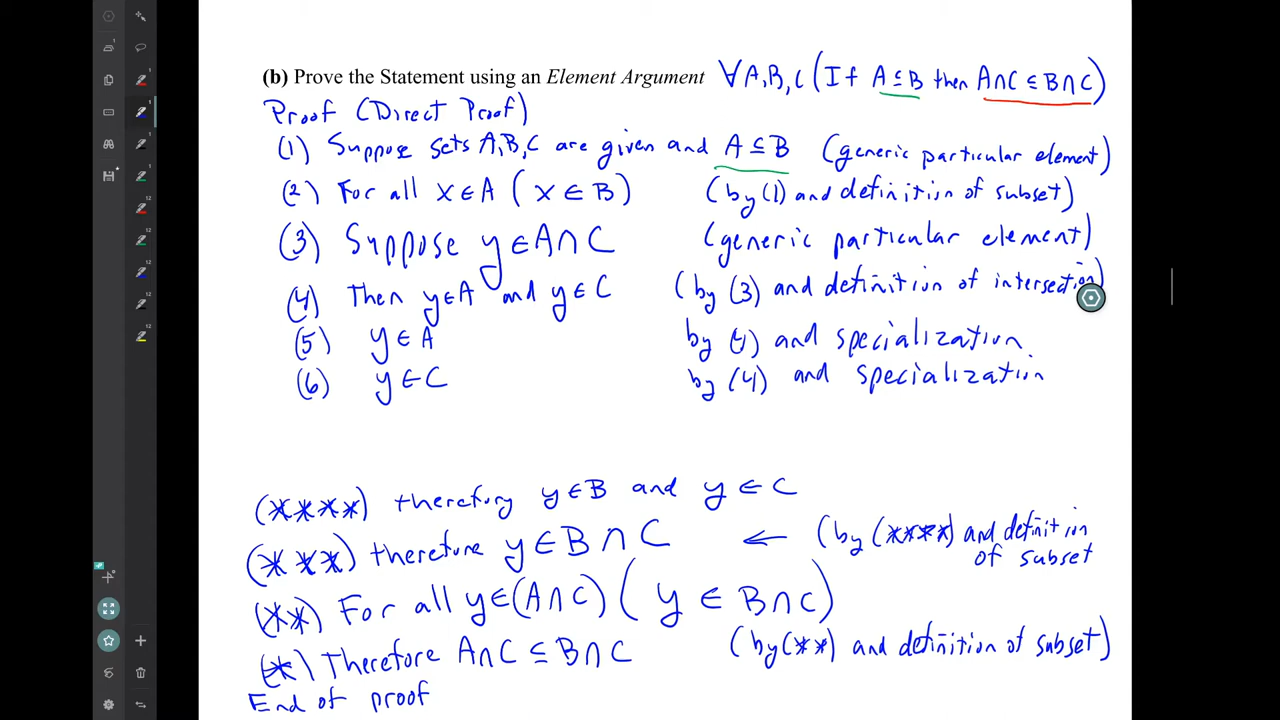 (b) Prove the Statement using an Element Argument ∀A,B,C (If A⊆B then A∩C⊆B∩C)
Proof (Direct Proof)
(1) Suppose sets A,B,C are given and A⊆B (generic particular element)
(2) For all x∈A (x∈B) (by (1) and definition of subset)
(3) Suppose y∈A∩C (generic particular element)
(4) Then y∈A and y∈C (by (3) and definition of intersection)
(5) y∈A by (4) and specialization
(6) y∈C by (4) and specialization
(****) therefory y∈B and y∈C
(***) therefore y∈B∩C ← (by (****) and definition
of subset
(**) For all y∈(A∩C) (y∈B∩C)
(*) Therefore A∩C⊆B∩C (by (**) and definition of subset)
End of proof